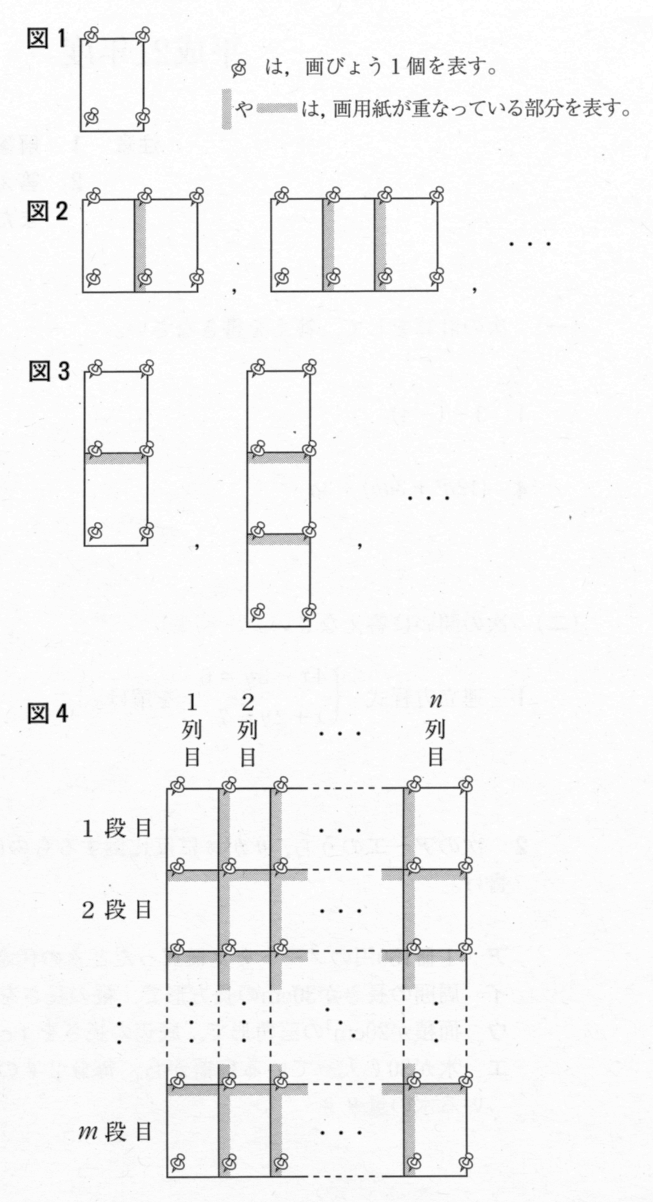 図1
は，画びょう1個を表す。
や は，画用紙が重なっている部分を表す。
図2
， ， ・・・
図3
， ， ・・・
図4
1列目 2列目 ・・・ n列目
1段目 ・・・
2段目 ・・・
m段目 ・・・